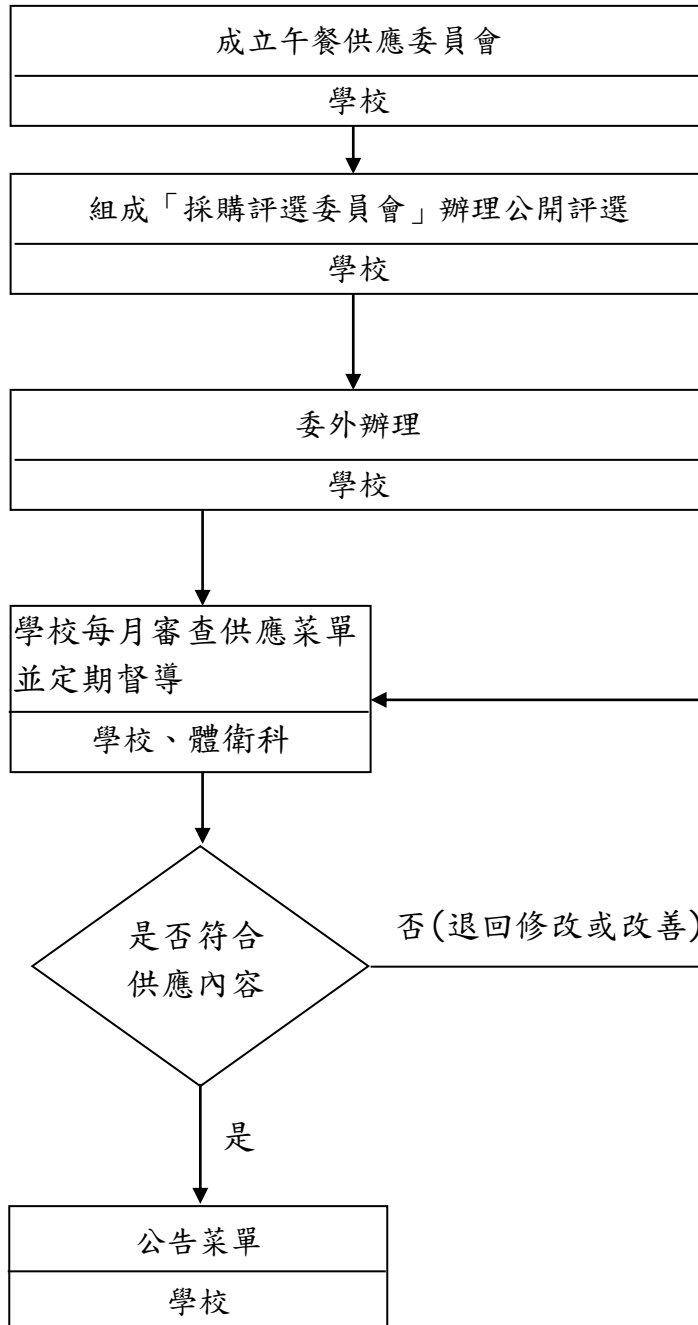 成立午餐供應委員會
學校
組成「採購評選委員會」辦理公開評選
學校
委外辦理
學校
學校每月審查供應菜單
並定期督導
學校、體衛科
是否符合
供應內容
否(退回修改或改善)
是
公告菜單
學校